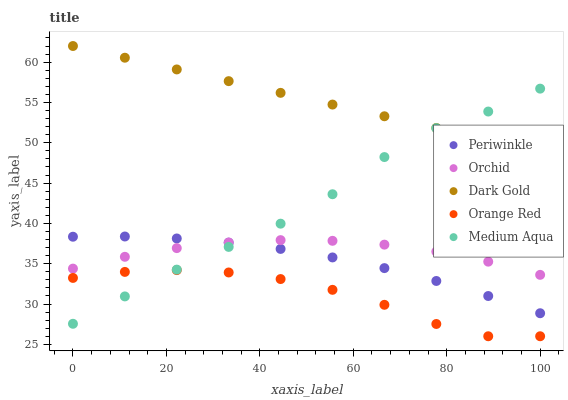 title
yaxis_label
60
55
50
45
40
35
30
25
0
20
40
60
80
100
xaxis_label
Periwinkle
Orchid
Dark Gold
Orange Red
Medium Aqua